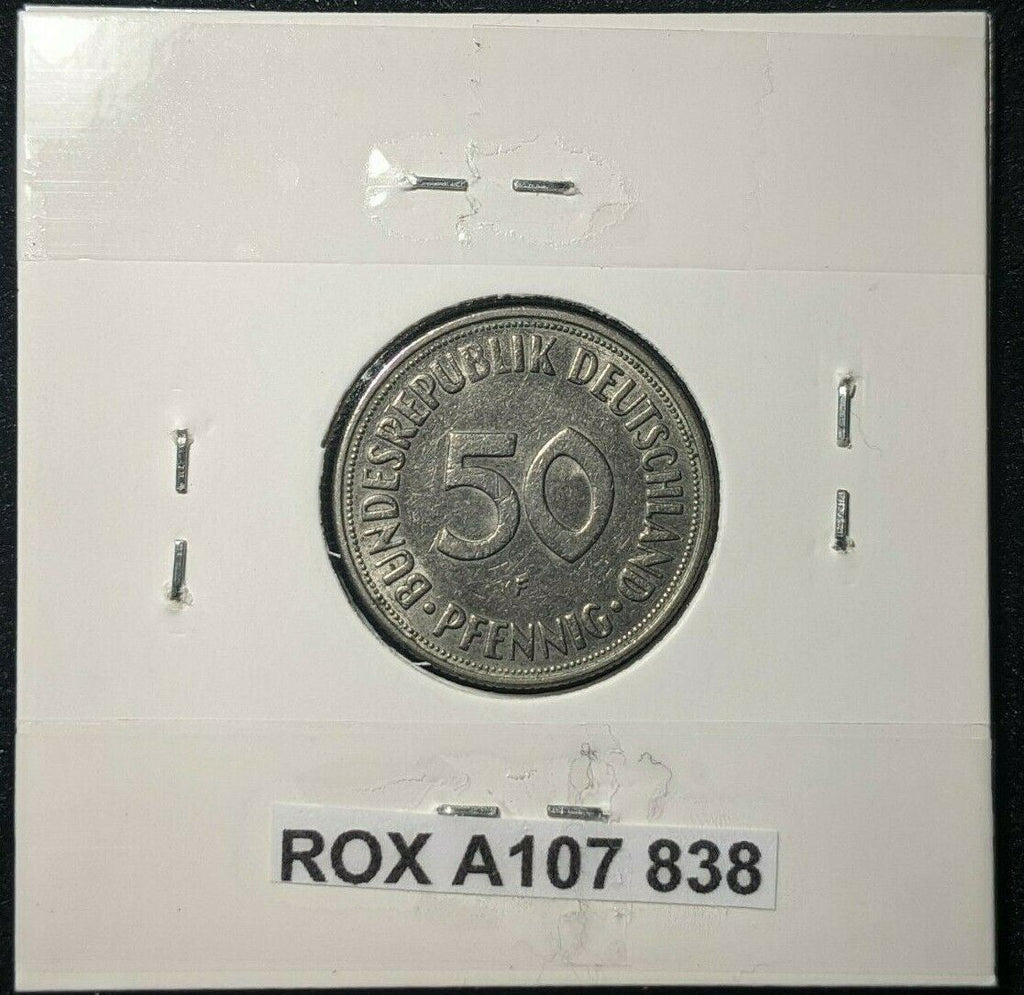 BUNDESREPUBLIK DEUTSCHLAND
50
F
· PFENNIG ·
ROX A107 838